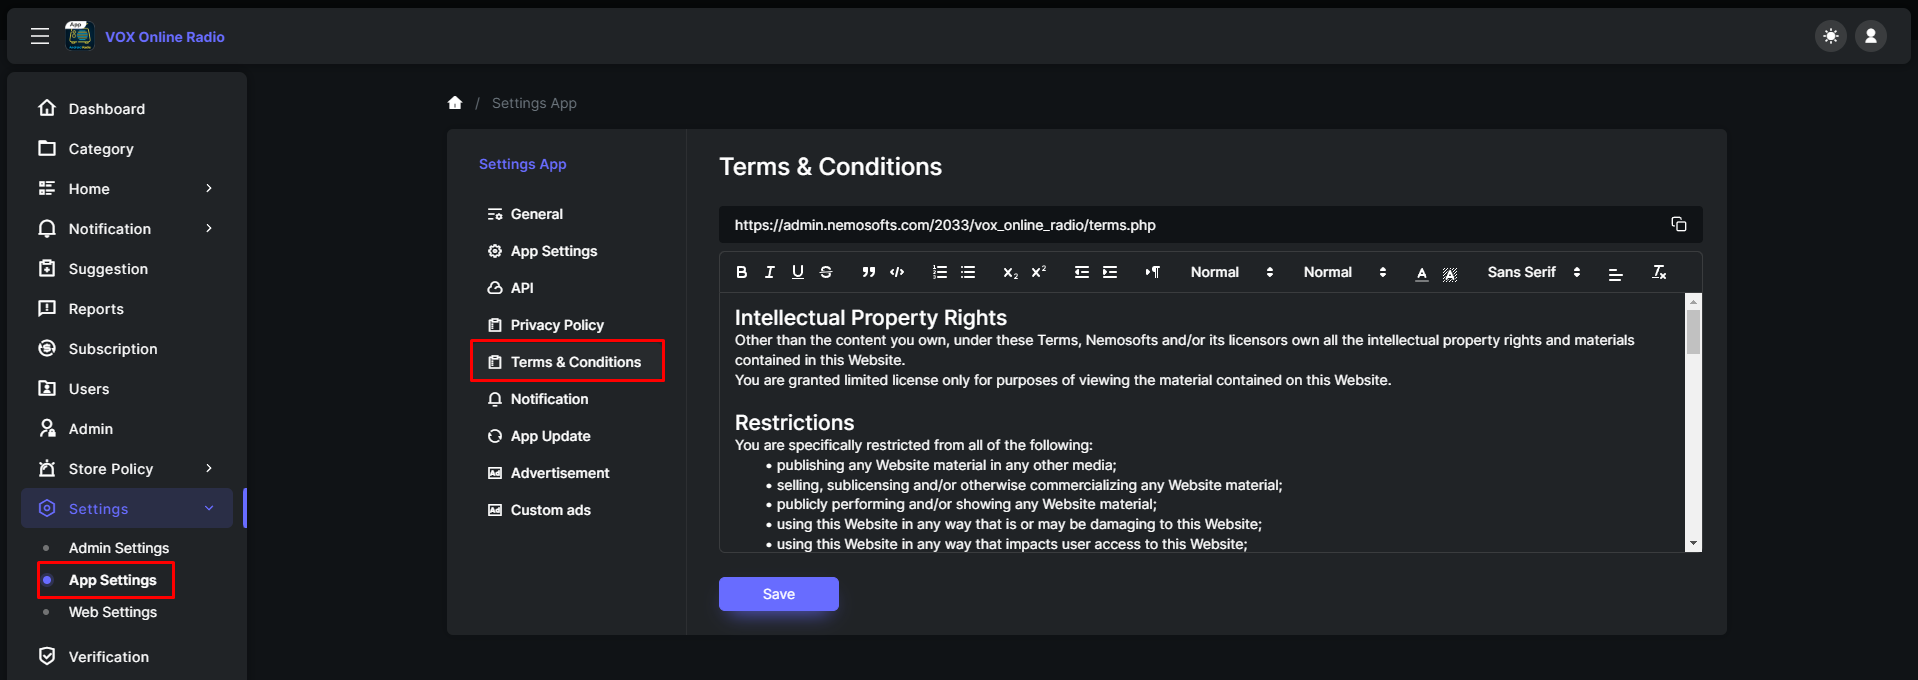 VOX Online Radio
Dashboard
Category
Home
Notification
Suggestion
Reports
Subscription
Users
Admin
Store Policy
Settings
Admin Settings
App Settings
Web Settings
Verification
/ Settings App
Settings App
General
App Settings
API
Privacy Policy
Terms & Conditions
Notification
App Update
Advertisement
Custom ads
Terms & Conditions
https://admin.nemosofts.com/2033/vox_online_radio/terms.php
Normal Normal Sans Serif
Intellectual Property Rights
Other than the content you own, under these Terms, Nemosofts and/or its licensors own all the intellectual property rights and materials
contained in this Website.
You are granted limited license only for purposes of viewing the material contained on this Website.
Restrictions
You are specifically restricted from all of the following:
• publishing any Website material in any other media;
• selling, sublicensing and/or otherwise commercializing any Website material;
• publicly performing and/or showing any Website material;
• using this Website in any way that is or may be damaging to this Website;
• using this Website in any way that impacts user access to this Website;
Save